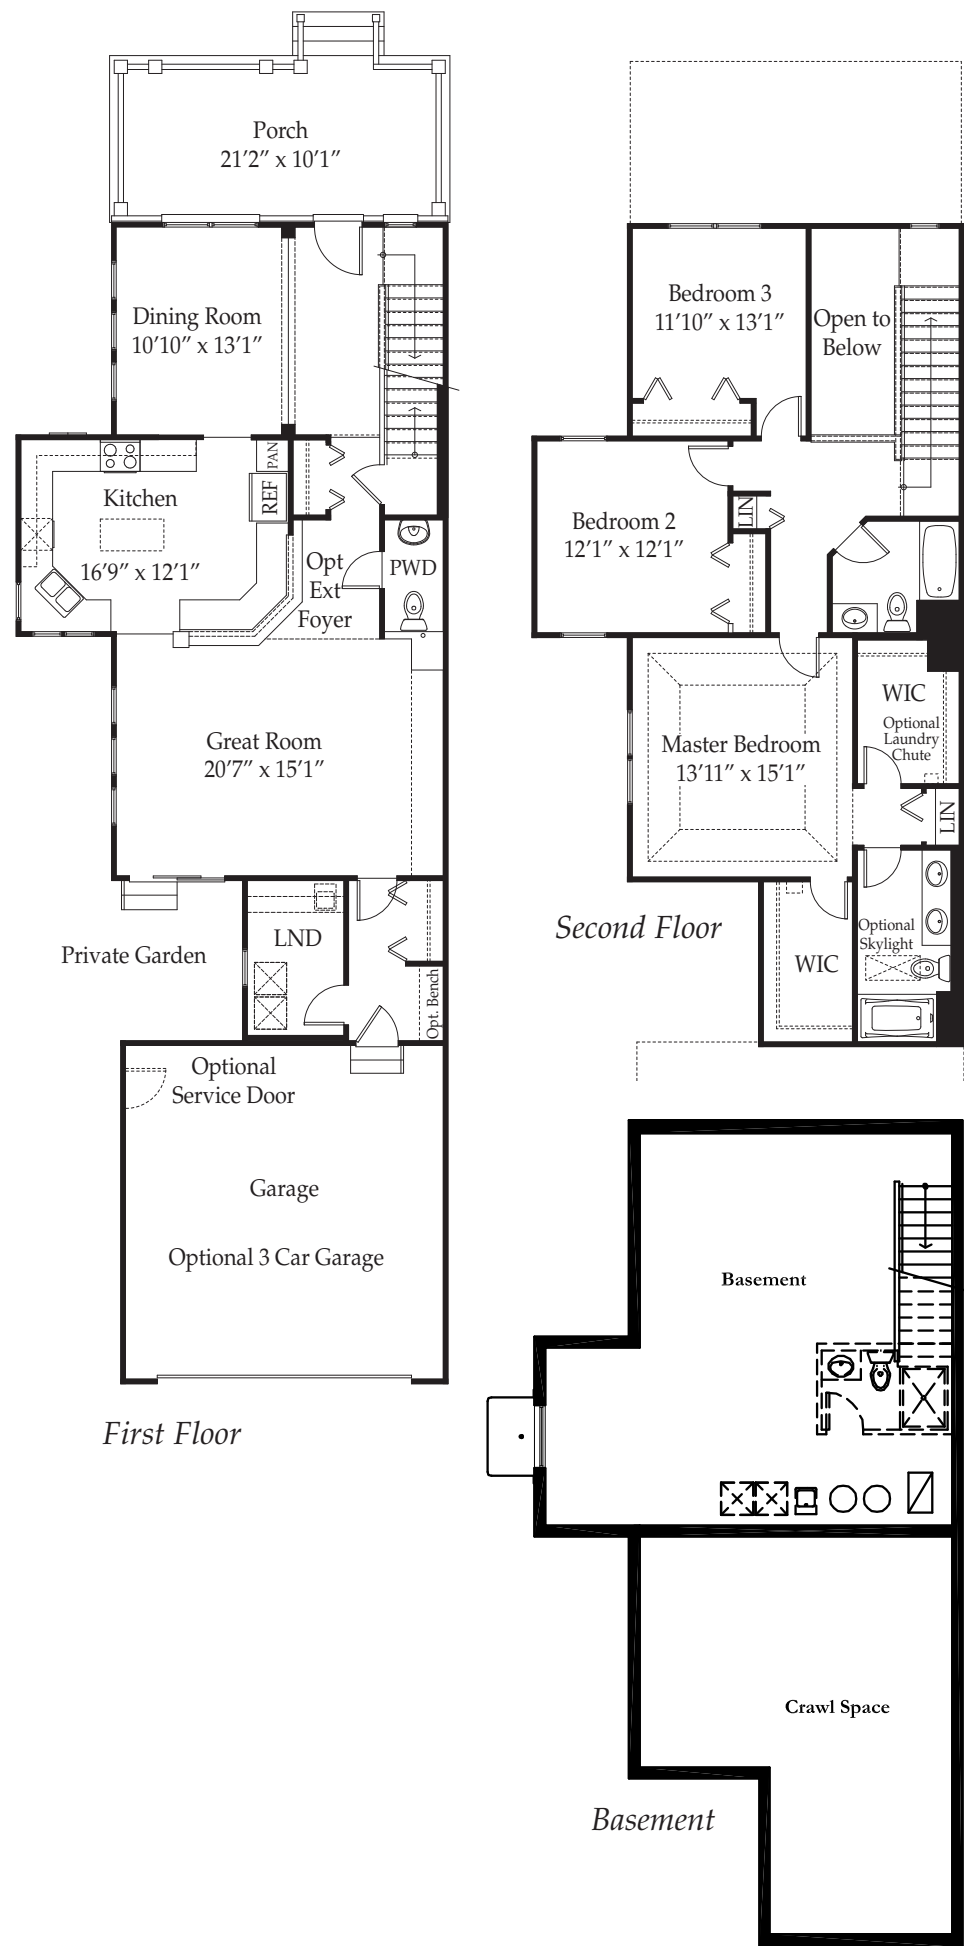 Porch
21'2" x 10'1"
Dining Room
10'10" x 13'1"
PAN
REF
Kitchen
16'9" x 12'1"
Opt
Ext
Foyer
PWD
Great Room
20'7" x 15'1"
Private Garden
LND
Opt. Bench
Optional
Service Door
Garage
Optional 3 Car Garage
First Floor
Bedroom 3
11'10" x 13'1"
Open to
Below
Bedroom 2
12'1" x 12'1"
LIN
Master Bedroom
13'11" x 15'1"
WIC
Optional
Laundry
Chute
LIN
Optional
Skylight
WIC
Second Floor
Basement
Crawl Space
Basement